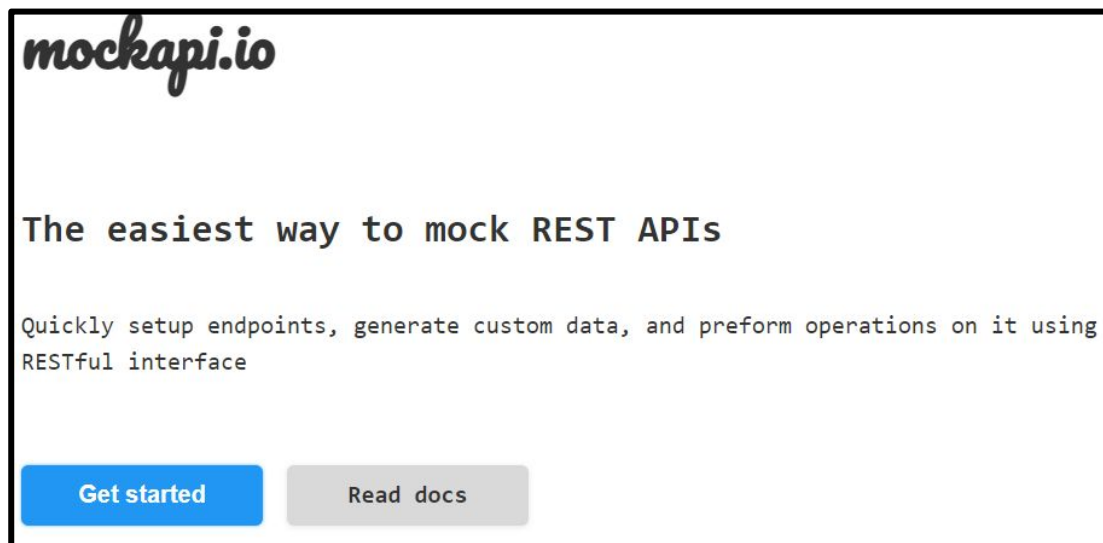 mockapi.io
The easiest way to mock REST APIs
Quickly setup endpoints, generate custom data, and preform operations on it using
RESTful interface
Get started
Read docs